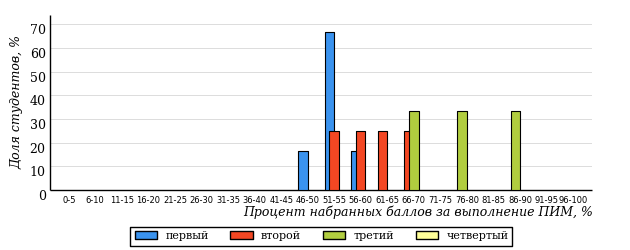 Доля студентов, %
70
60
50
40
30
20
10
0
0-5 6-10 11-15 16-20 21-25 26-30 31-35 36-40 41-45 46-50 51-55 56-60 61-65 66-70 71-75 76-80 81-85 86-90 91-95 96-100
Процент набранных баллов за выполнение ПИМ, %
первый второй третий четвертый